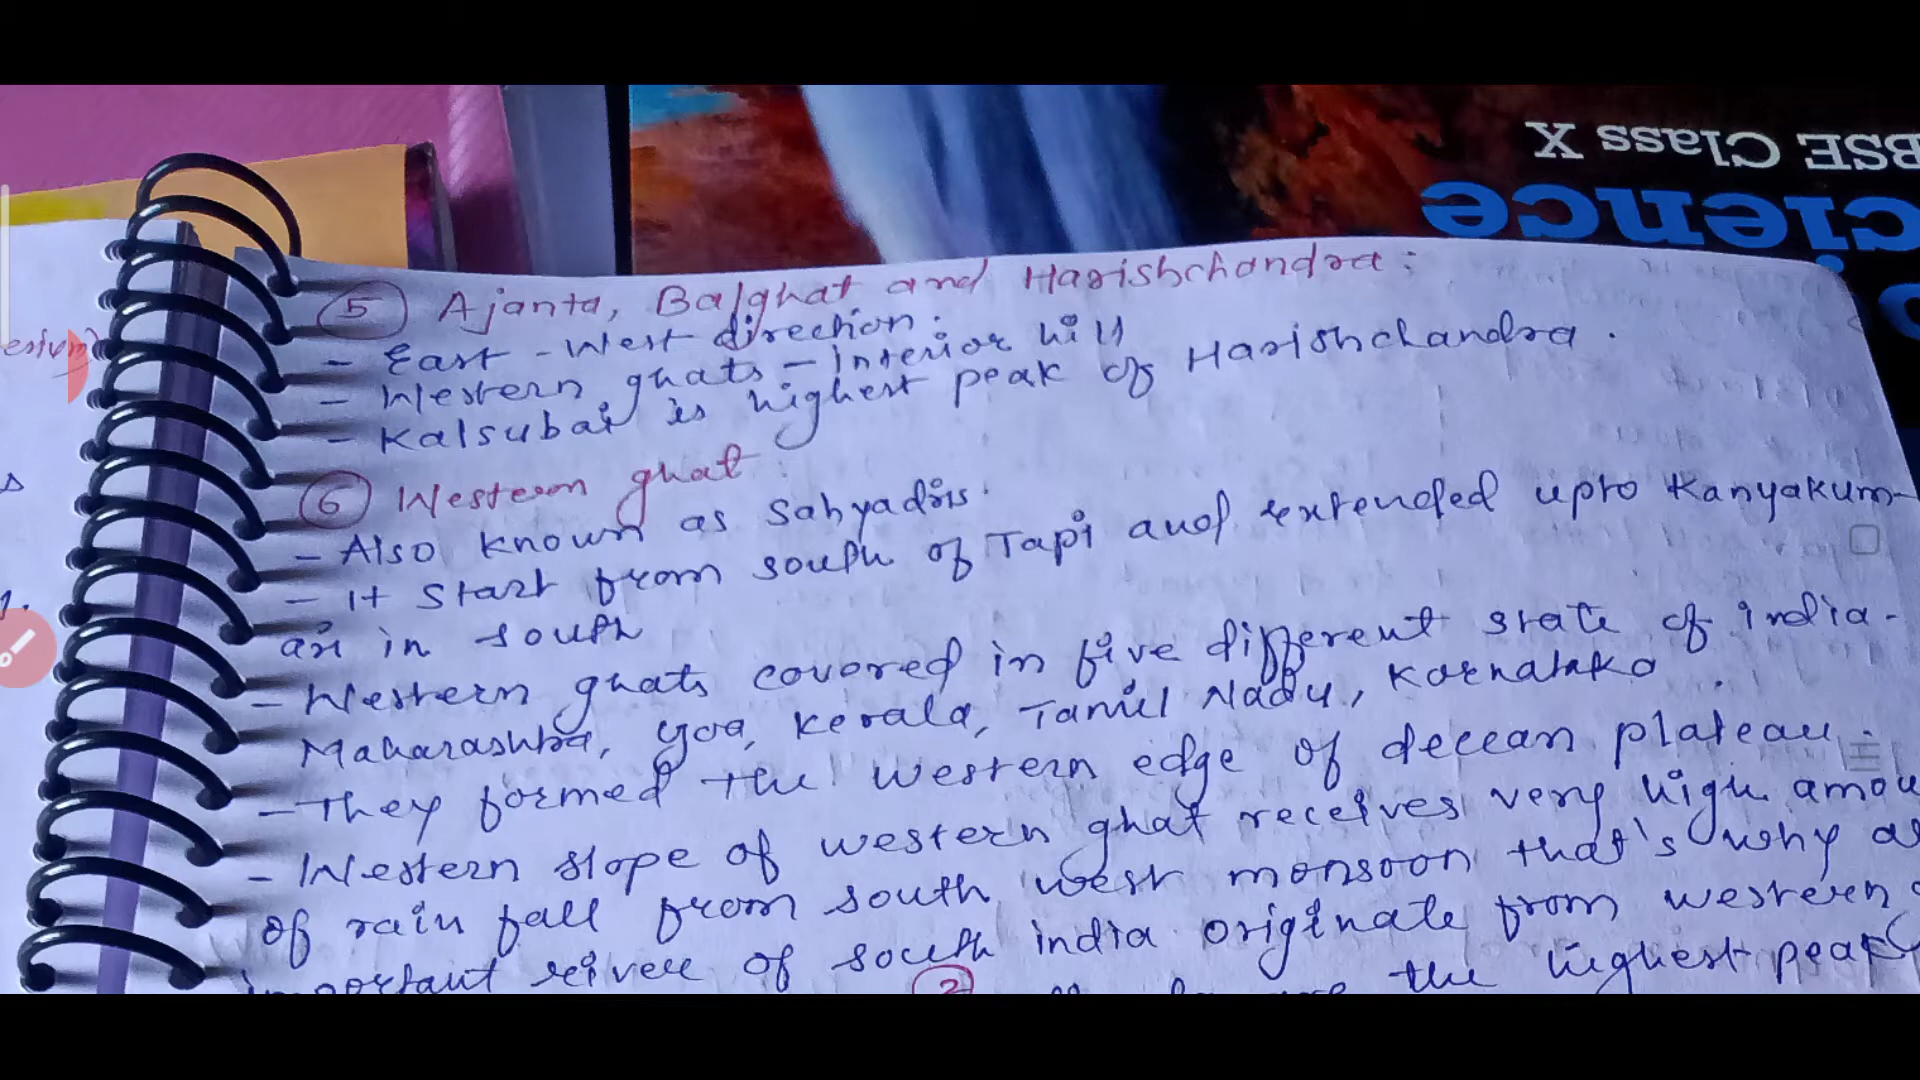 BSE Class X
cience
5 Ajanta, Balghat and Harishchandra :
- East - West direction.
- Western ghats - interior hill
- Kalsubai is highest peak of Harishchandra .
6 Western ghat :
- Also known as Sahyadris.
- It start from south of Tapi and extended upto Kanyakum-
ari in south
- Western ghats covered in five different state of india -
Maharashtra, goa, Kerala, Tamil Nadu, Karnataka .
- They formed the western edge of deccan plateau .
- Western slope of western ghat receives very high amou
of rain fall from south west monsoon that's why
important river of south india originate from western
2 the highest peak